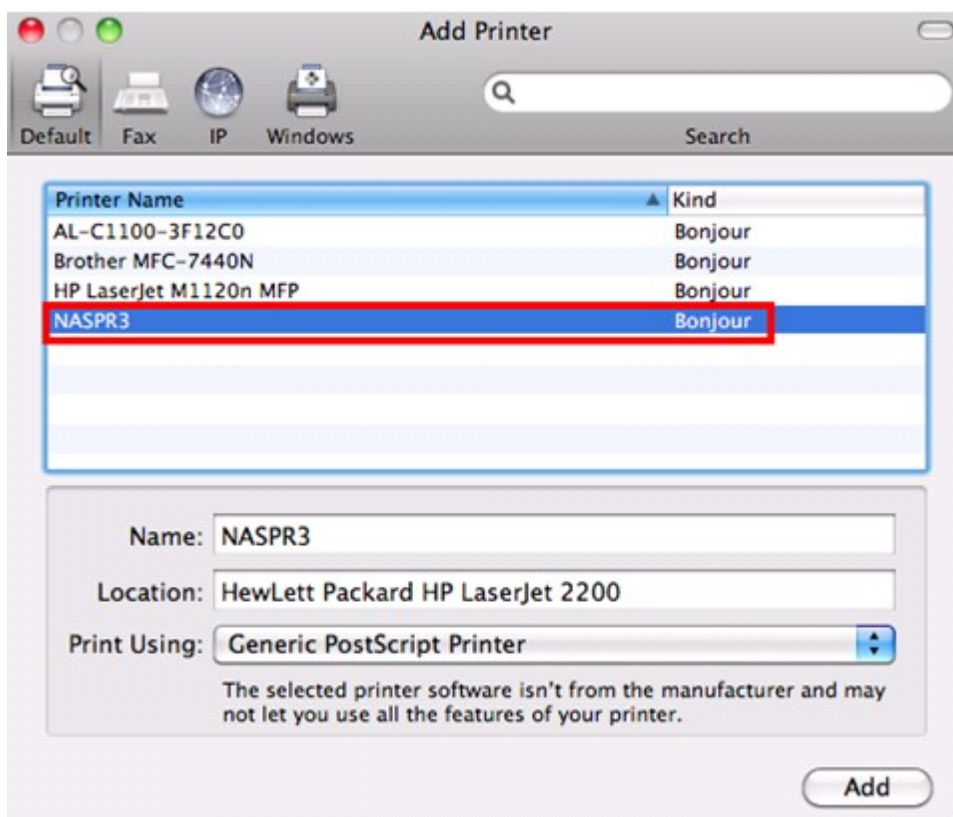 Add Printer
Default Fax IP Windows Search
Printer Name Kind
AL-C1100-3F12C0 Bonjour
Brother MFC-7440N Bonjour
HP LaserJet M1120n MFP Bonjour
NASPR3 Bonjour
Name: NASPR3
Location: HewLett Packard HP LaserJet 2200
Print Using: Generic PostScript Printer
The selected printer software isn't from the manufacturer and may
not let you use all the features of your printer.
Add